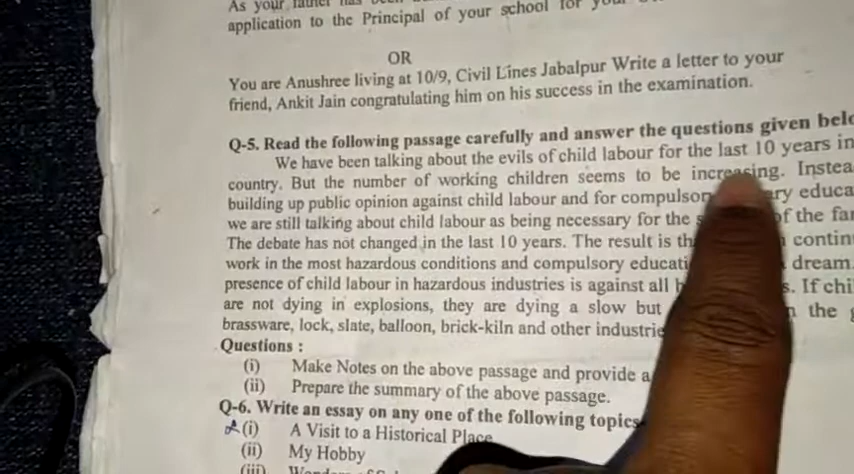 As your father has
application to the Principal of your school for
OR
You are Anushree living at 10/9, Civil Lines Jabalpur Write a letter to your
friend, Ankit Jain congratulating him on his success in the examination.
Q-5. Read the following passage carefully and answer the questions given
We have been talking about the evils of child labour for the last 10 years in
country. But the number of working children seems to be increasing.
building up public opinion against child labour and for
we are still talking about child labour as being necessary for the of the
The debate has not changed in the last 10 years. The result is
work in the most hazardous conditions and compulsory dream.
presence of child labour in hazardous industries is against all If
are not dying in explosions, they are dying a slow but the
brassware, lock, slate, balloon, brick-kiln and other
Questions :
(i) Make Notes on the above passage and provide a
(ii) Prepare the summary of the above passage.
Q-6. Write an essay on any one of the following topics
(i) A Visit to a Historical Place
(ii) My Hobby
(iii)